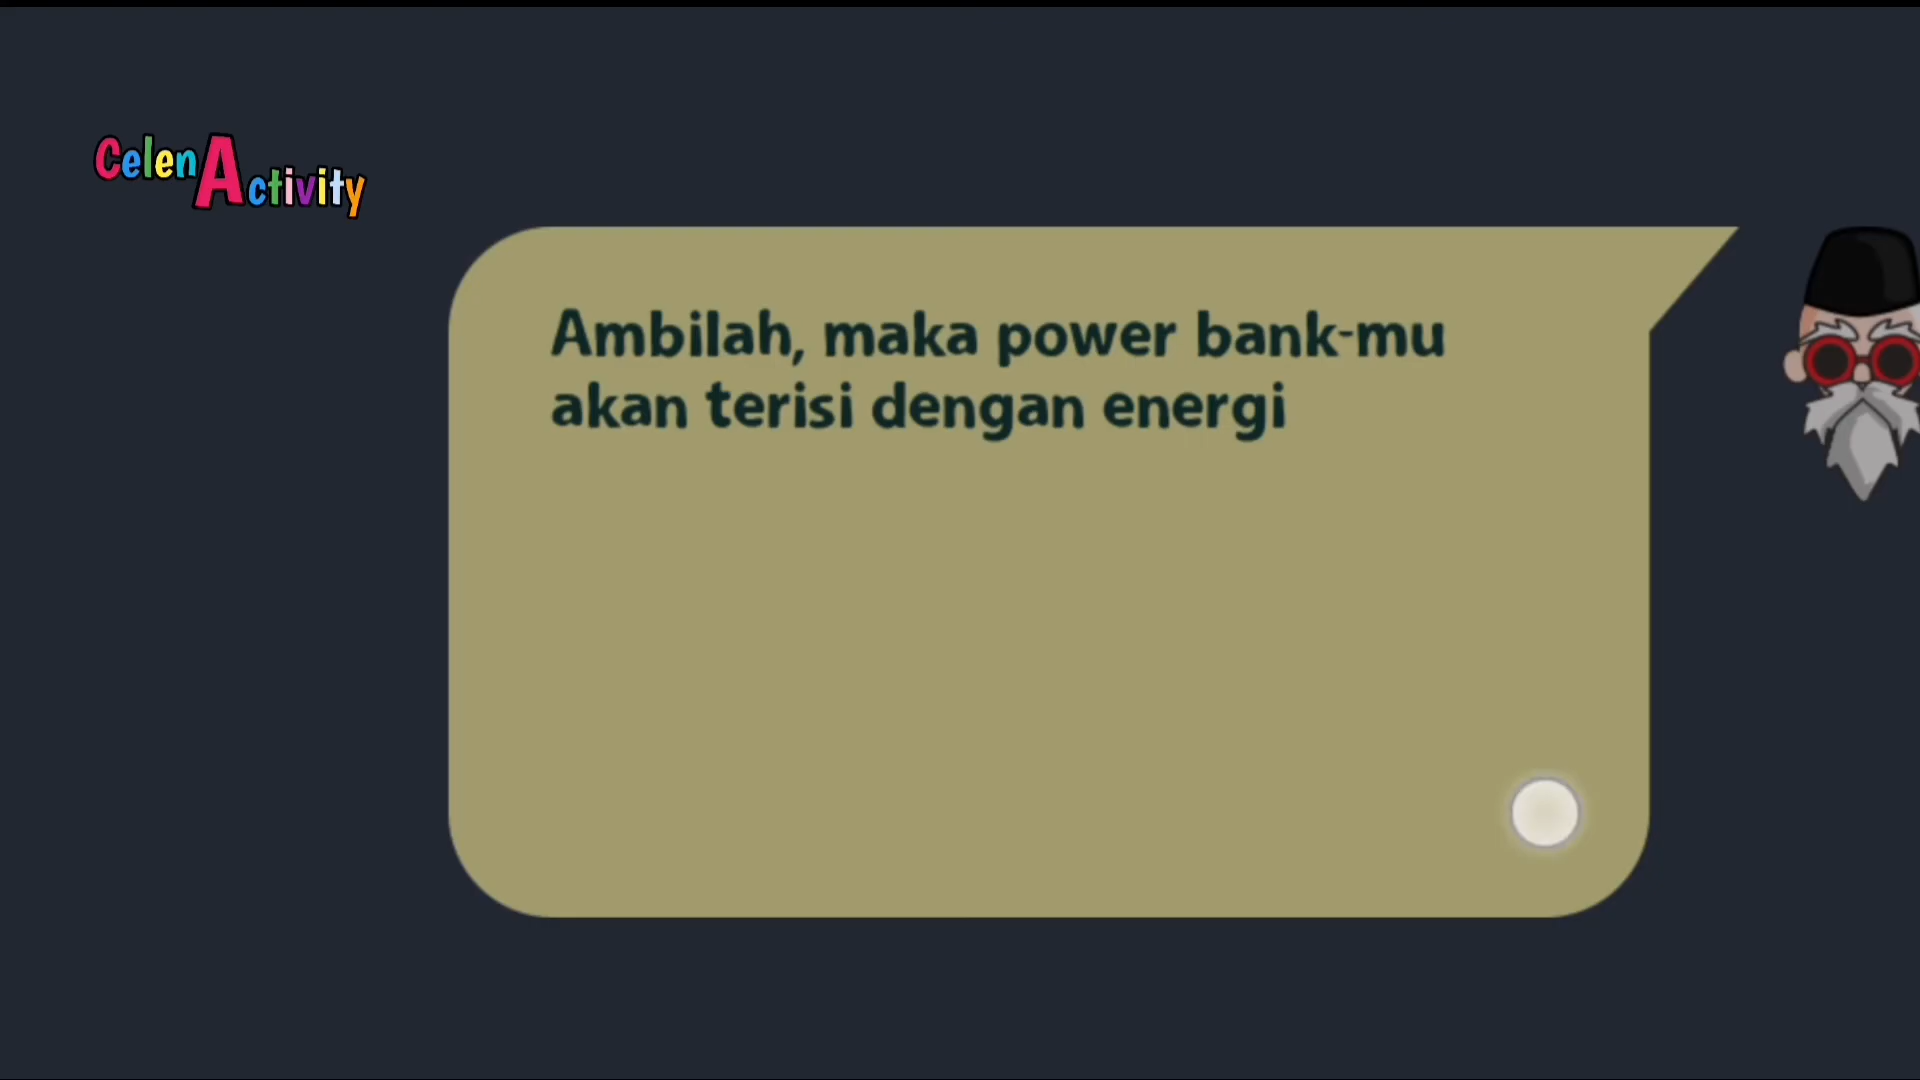 CelenActivity
Ambilah, maka power bank-mu
akan terisi dengan energi